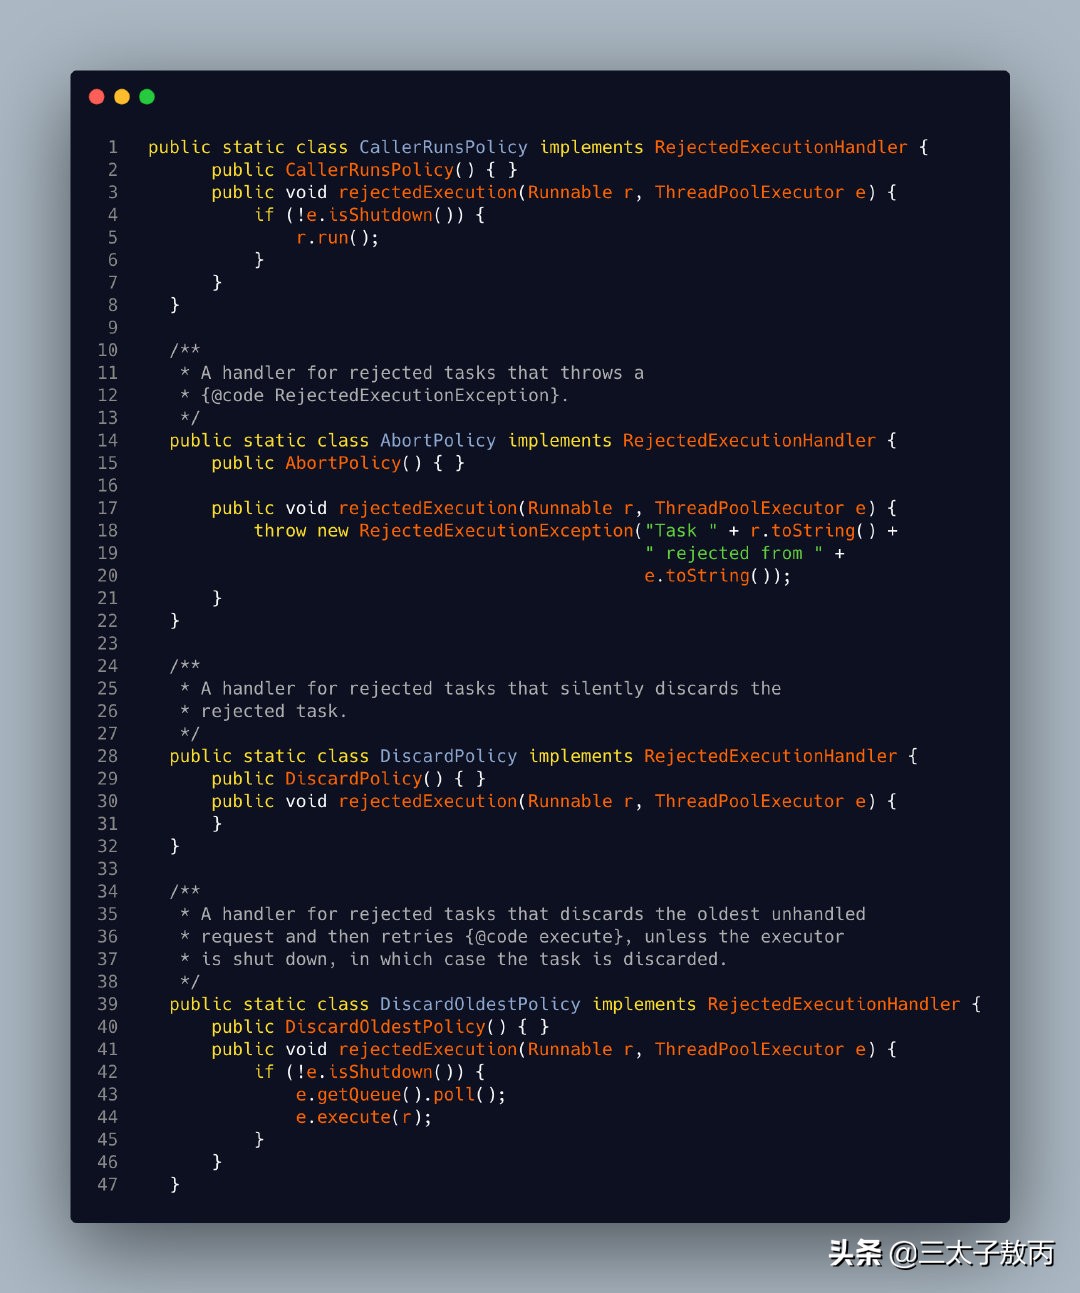 1 public static class CallerRunsPolicy implements RejectedExecutionHandler {
2 public CallerRunsPolicy() { }
3 public void rejectedExecution(Runnable r, ThreadPoolExecutor e) {
4 if (!e.isShutdown()) {
5 r.run();
6 }
7 }
8 }
9
10 /**
11 * A handler for rejected tasks that throws a
12 * {@code RejectedExecutionException}.
13 */
14 public static class AbortPolicy implements RejectedExecutionHandler {
15 public AbortPolicy() { }
16
17 public void rejectedExecution(Runnable r, ThreadPoolExecutor e) {
18 throw new RejectedExecutionException("Task " + r.toString() +
19 " rejected from " +
20 e.toString());
21 }
22 }
23
24 /**
25 * A handler for rejected tasks that silently discards the
26 * rejected task.
27 */
28 public static class DiscardPolicy implements RejectedExecutionHandler {
29 public DiscardPolicy() { }
30 public void rejectedExecution(Runnable r, ThreadPoolExecutor e) {
31 }
32 }
33
34 /**
35 * A handler for rejected tasks that discards the oldest unhandled
36 * request and then retries {@code execute}, unless the executor
37 * is shut down, in which case the task is discarded.
38 */
39 public static class DiscardOldestPolicy implements RejectedExecutionHandler {
40 public DiscardOldestPolicy() { }
41 public void rejectedExecution(Runnable r, ThreadPoolExecutor e) {
42 if (!e.isShutdown()) {
43 e.getQueue().poll();
44 e.execute(r);
45 }
46 }
47 }
头条 @三太子敖丙